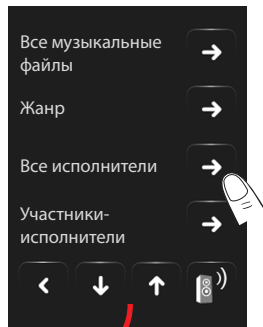 Все музыкальные
файлы
Жанр
Все исполнители
Участники-
исполнители